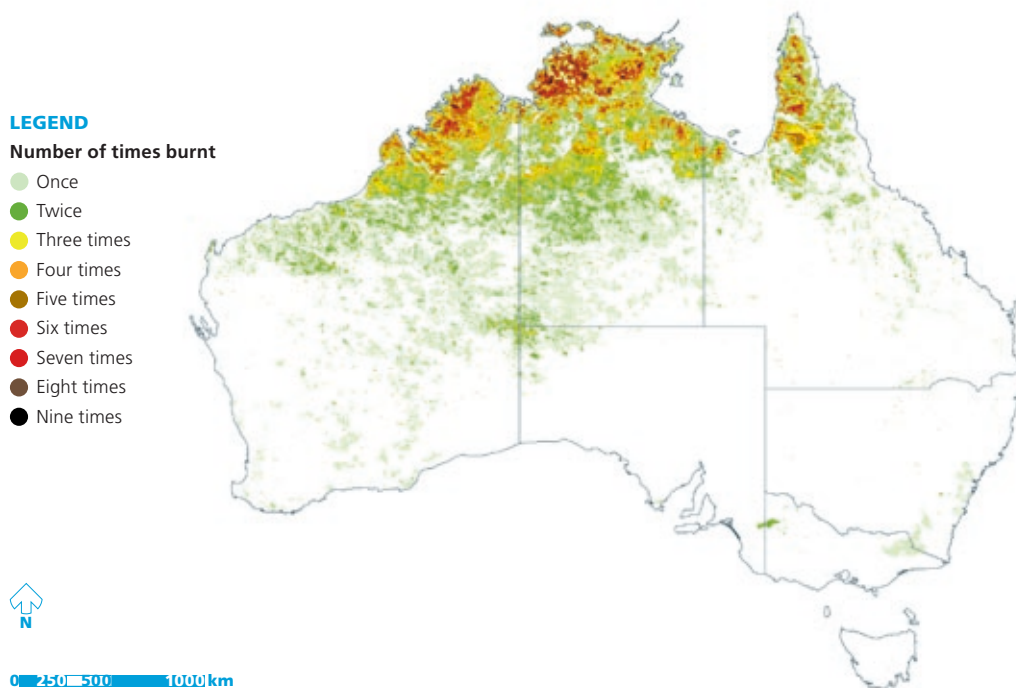 LEGEND
Number of times burnt
Once
Twice
Three times
Four times
Five times
Six times
Seven times
Eight times
Nine times
N
0 250 500 1000 km